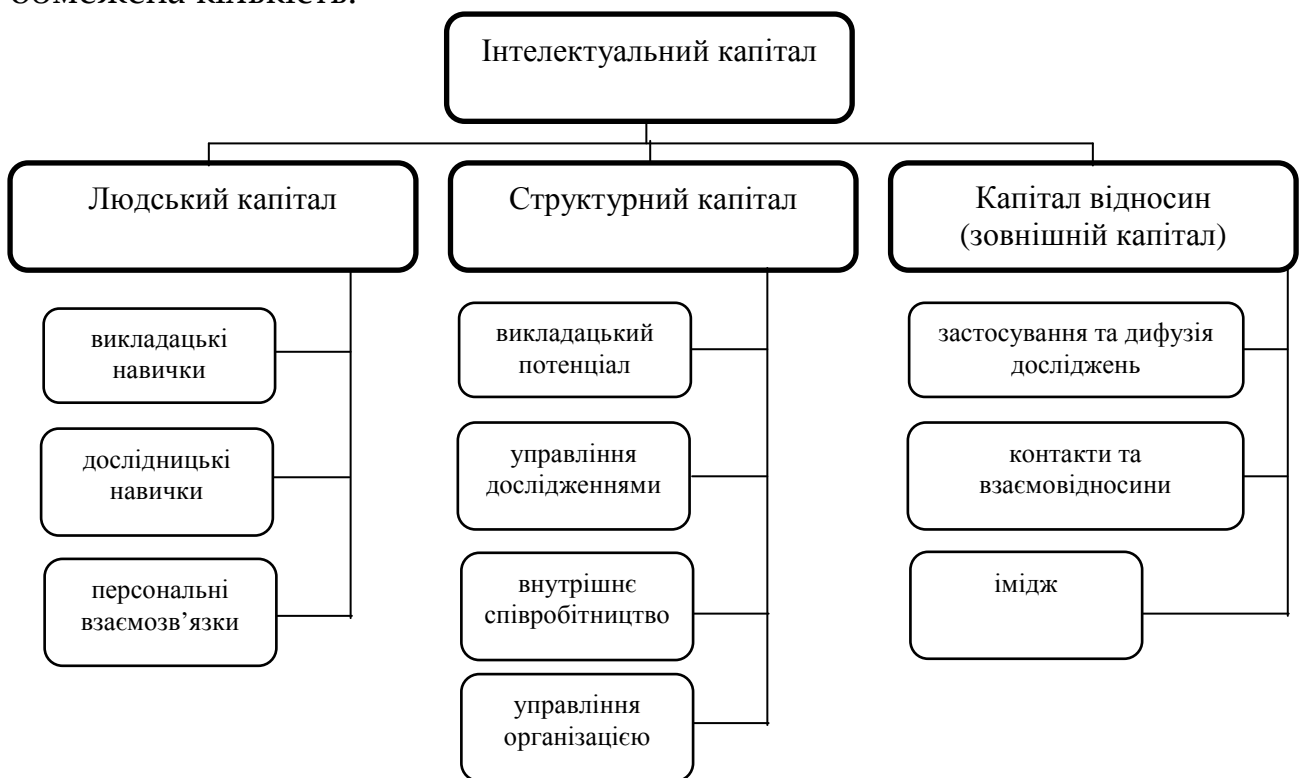 обмежена кількість.
Інтелектуальний капітал
Людський капітал
Структурний капітал
Капітал відносин
(зовнішній капітал)
викладацькі
навички
дослідницькі
навички
персональні
взаємозв’язки
викладацький
потенціал
управління
дослідженнями
внутрішнє
співробітництво
управління
організацією
застосування та дифузія
досліджень
контакти та
взаємовідносини
імідж